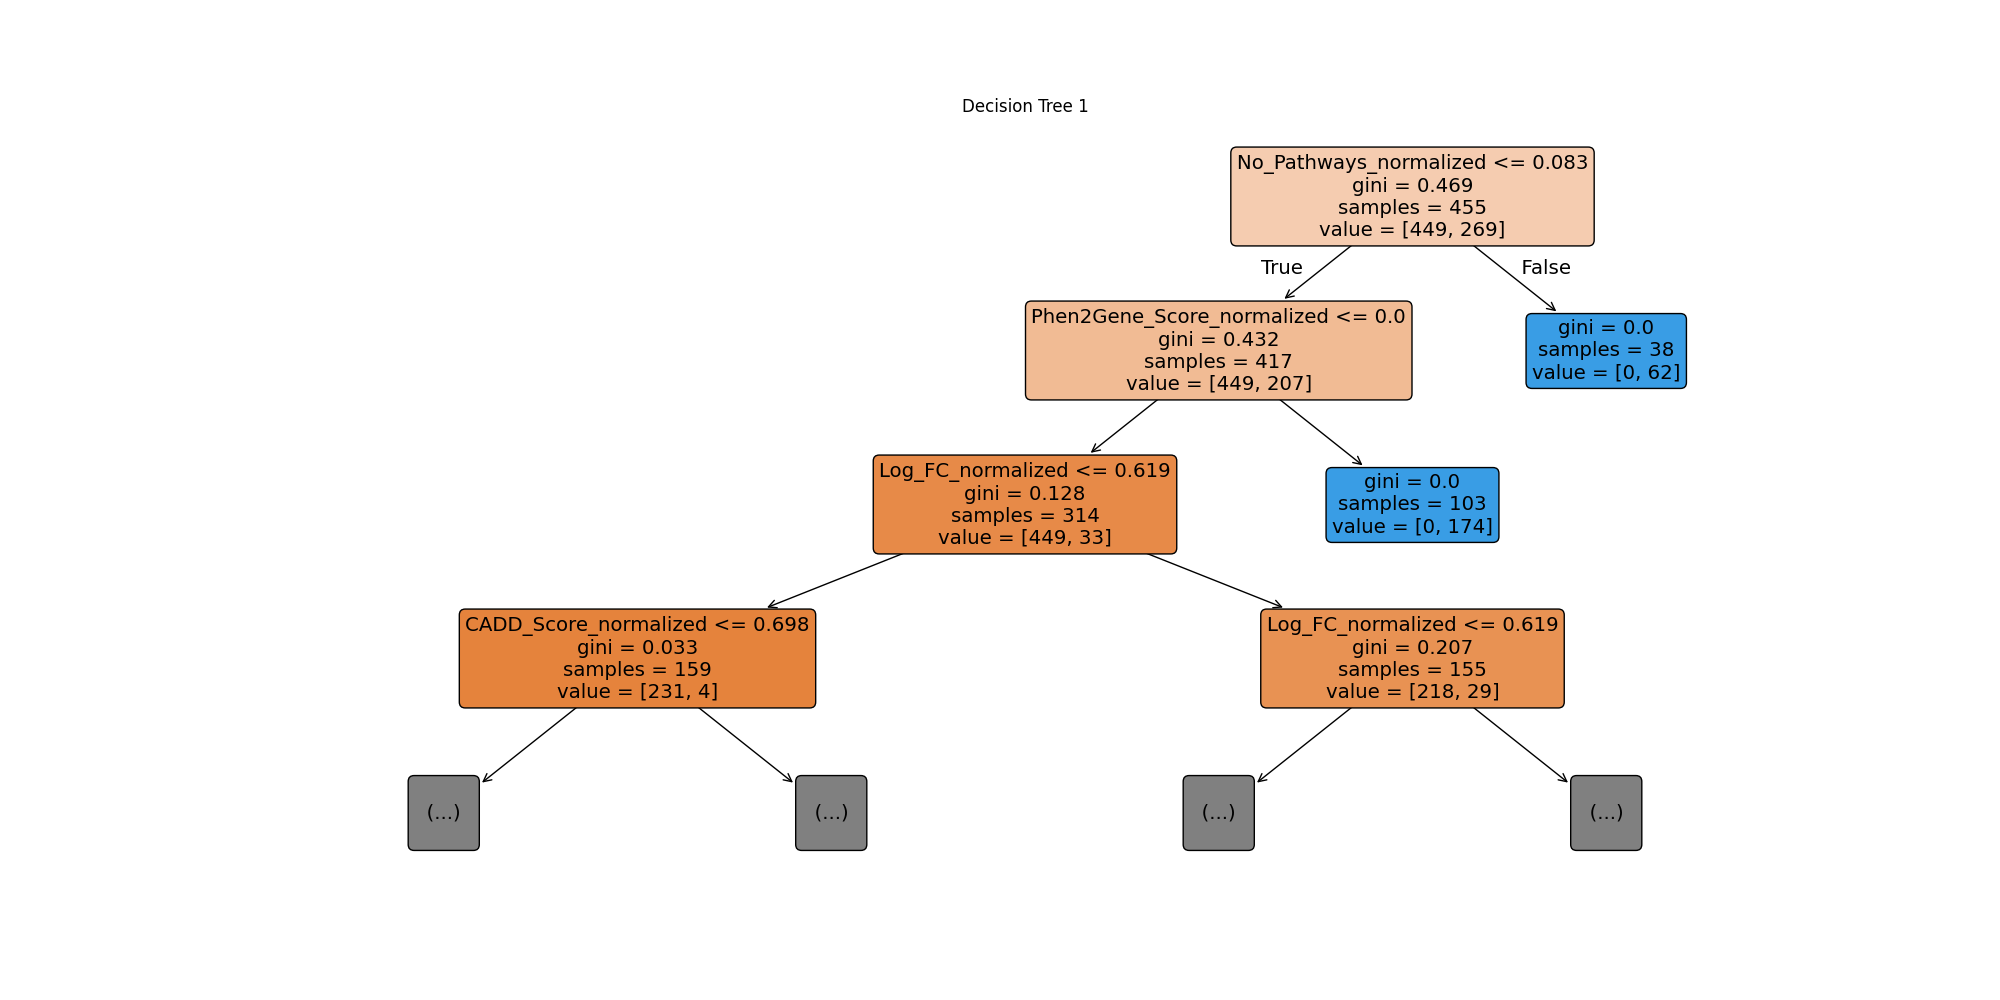 Decision Tree 1
No_Pathways_normalized <= 0.083
gini = 0.469
samples = 455
value = [449, 269]
True
False
Phen2Gene_Score_normalized <= 0.0
gini = 0.432
samples = 417
value = [449, 207]
gini = 0.0
samples = 38
value = [0, 62]
Log_FC_normalized <= 0.619
gini = 0.128
samples = 314
value = [449, 33]
gini = 0.0
samples = 103
value = [0, 174]
CADD_Score_normalized <= 0.698
gini = 0.033
samples = 159
value = [231, 4]
Log_FC_normalized <= 0.619
gini = 0.207
samples = 155
value = [218, 29]
(...)
(...)
(...)
(...)